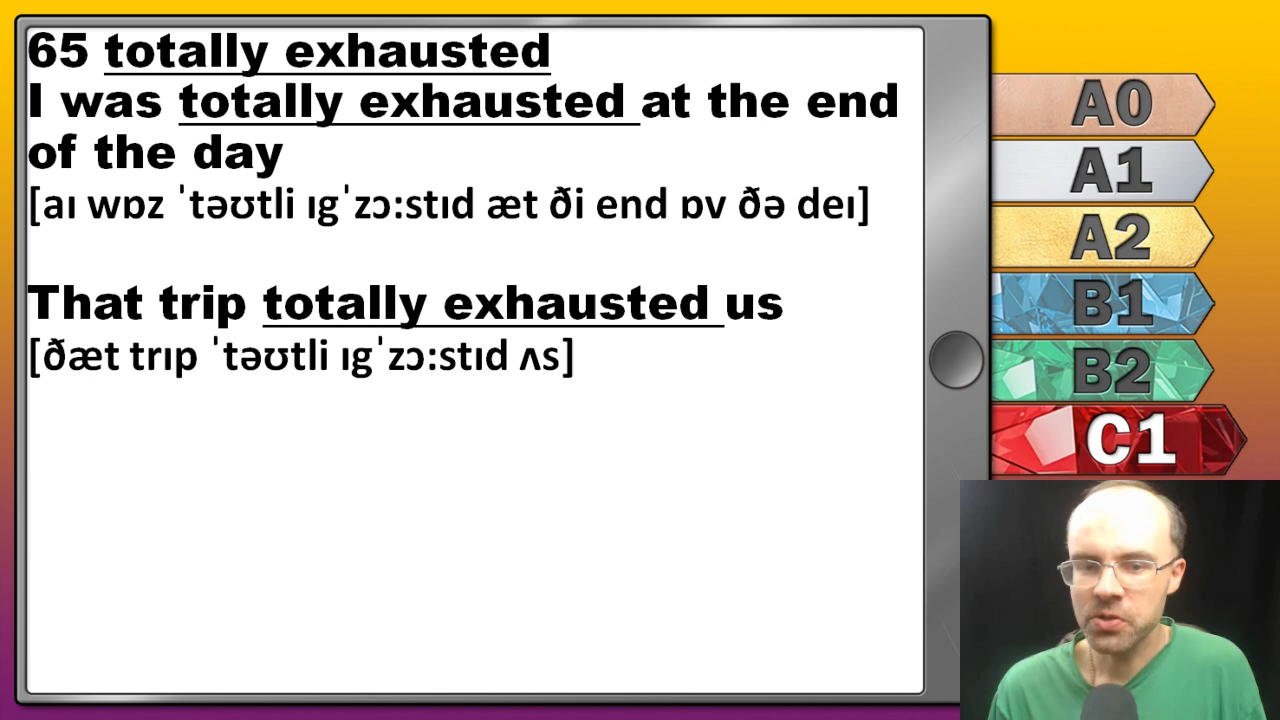 65 totally exhausted
I was totally exhausted at the end
of the day
[aɪ wɒz ˈtəʊtli ɪgˈzɔ:stɪd æt ði end ɒv ðə deɪ]
That trip totally exhausted us
[ðæt trɪp ˈtəʊtli ɪgˈzɔ:stɪd ʌs]
A0
A1
A2
B1
B2
C1